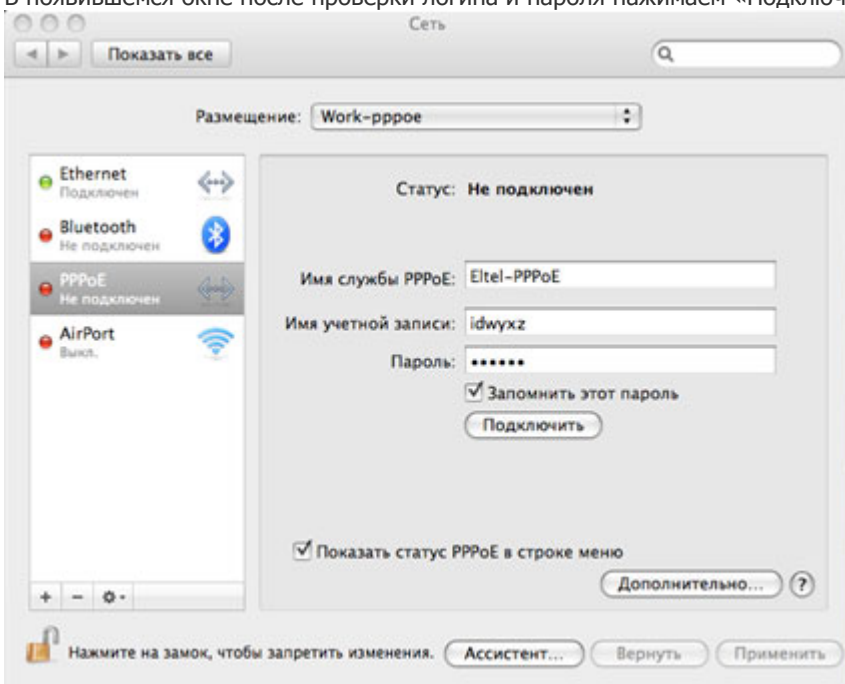 В появившемся окне после проверки логина и пароля нажимаем «Подключ
Сеть
Показать все
Размещение: Work-pppoe
Ethernet
Подключен
Bluetooth
Не подключен
PPPoE
Не подключен
AirPort
Выкл.
Статус: Не подключен
Имя службы PPPoE: Eltel-PPPoE
Имя учетной записи: idwyxz
Пароль: ••••••
Запомнить этот пароль
Подключить
Показать статус PPPoE в строке меню
Дополнительно... ?
Нажмите на замок, чтобы запретить изменения. Ассистент... Вернуть Применить